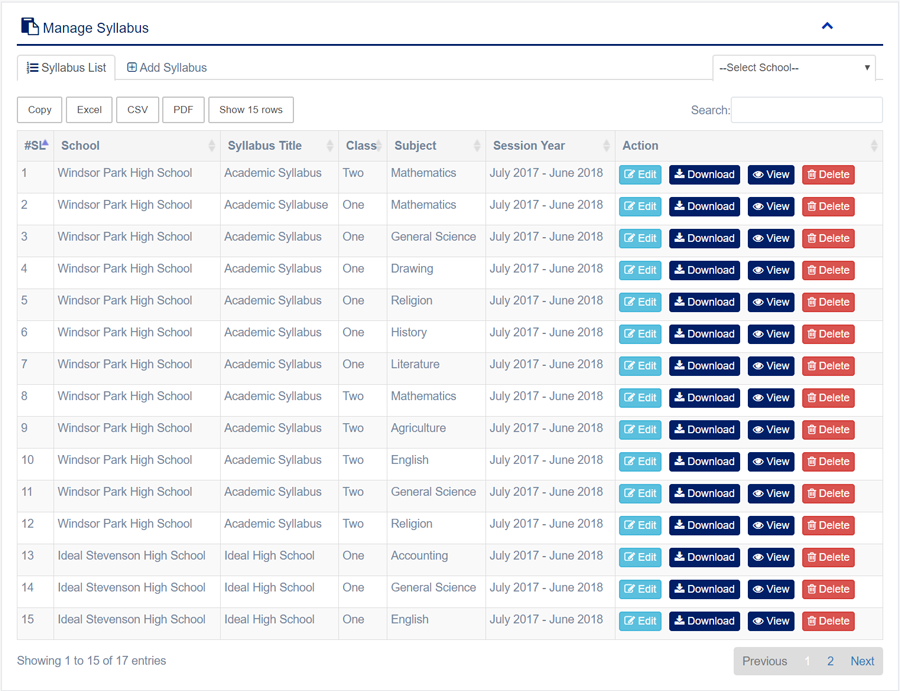 Manage Syllabus
Syllabus List Add Syllabus --Select School--
Copy Excel CSV PDF Show 15 rows Search:
#SL School Syllabus Title Class Subject Session Year Action
1 Windsor Park High School Academic Syllabus Two Mathematics July 2017 - June 2018 Edit Download View Delete
2 Windsor Park High School Academic Syllabuse One Mathematics July 2017 - June 2018 Edit Download View Delete
3 Windsor Park High School Academic Syllabus One General Science July 2017 - June 2018 Edit Download View Delete
4 Windsor Park High School Academic Syllabus One Drawing July 2017 - June 2018 Edit Download View Delete
5 Windsor Park High School Academic Syllabus One Religion July 2017 - June 2018 Edit Download View Delete
6 Windsor Park High School Academic Syllabus One History July 2017 - June 2018 Edit Download View Delete
7 Windsor Park High School Academic Syllabus One Literature July 2017 - June 2018 Edit Download View Delete
8 Windsor Park High School Academic Syllabus Two Mathematics July 2017 - June 2018 Edit Download View Delete
9 Windsor Park High School Academic Syllabus Two Agriculture July 2017 - June 2018 Edit Download View Delete
10 Windsor Park High School Academic Syllabus Two English July 2017 - June 2018 Edit Download View Delete
11 Windsor Park High School Academic Syllabus Two General Science July 2017 - June 2018 Edit Download View Delete
12 Windsor Park High School Academic Syllabus Two Religion July 2017 - June 2018 Edit Download View Delete
13 Ideal Stevenson High School Ideal High School One Accounting July 2017 - June 2018 Edit Download View Delete
14 Ideal Stevenson High School Ideal High School One General Science July 2017 - June 2018 Edit Download View Delete
15 Ideal Stevenson High School Ideal High School One English July 2017 - June 2018 Edit Download View Delete
Showing 1 to 15 of 17 entries Previous 1 2 Next